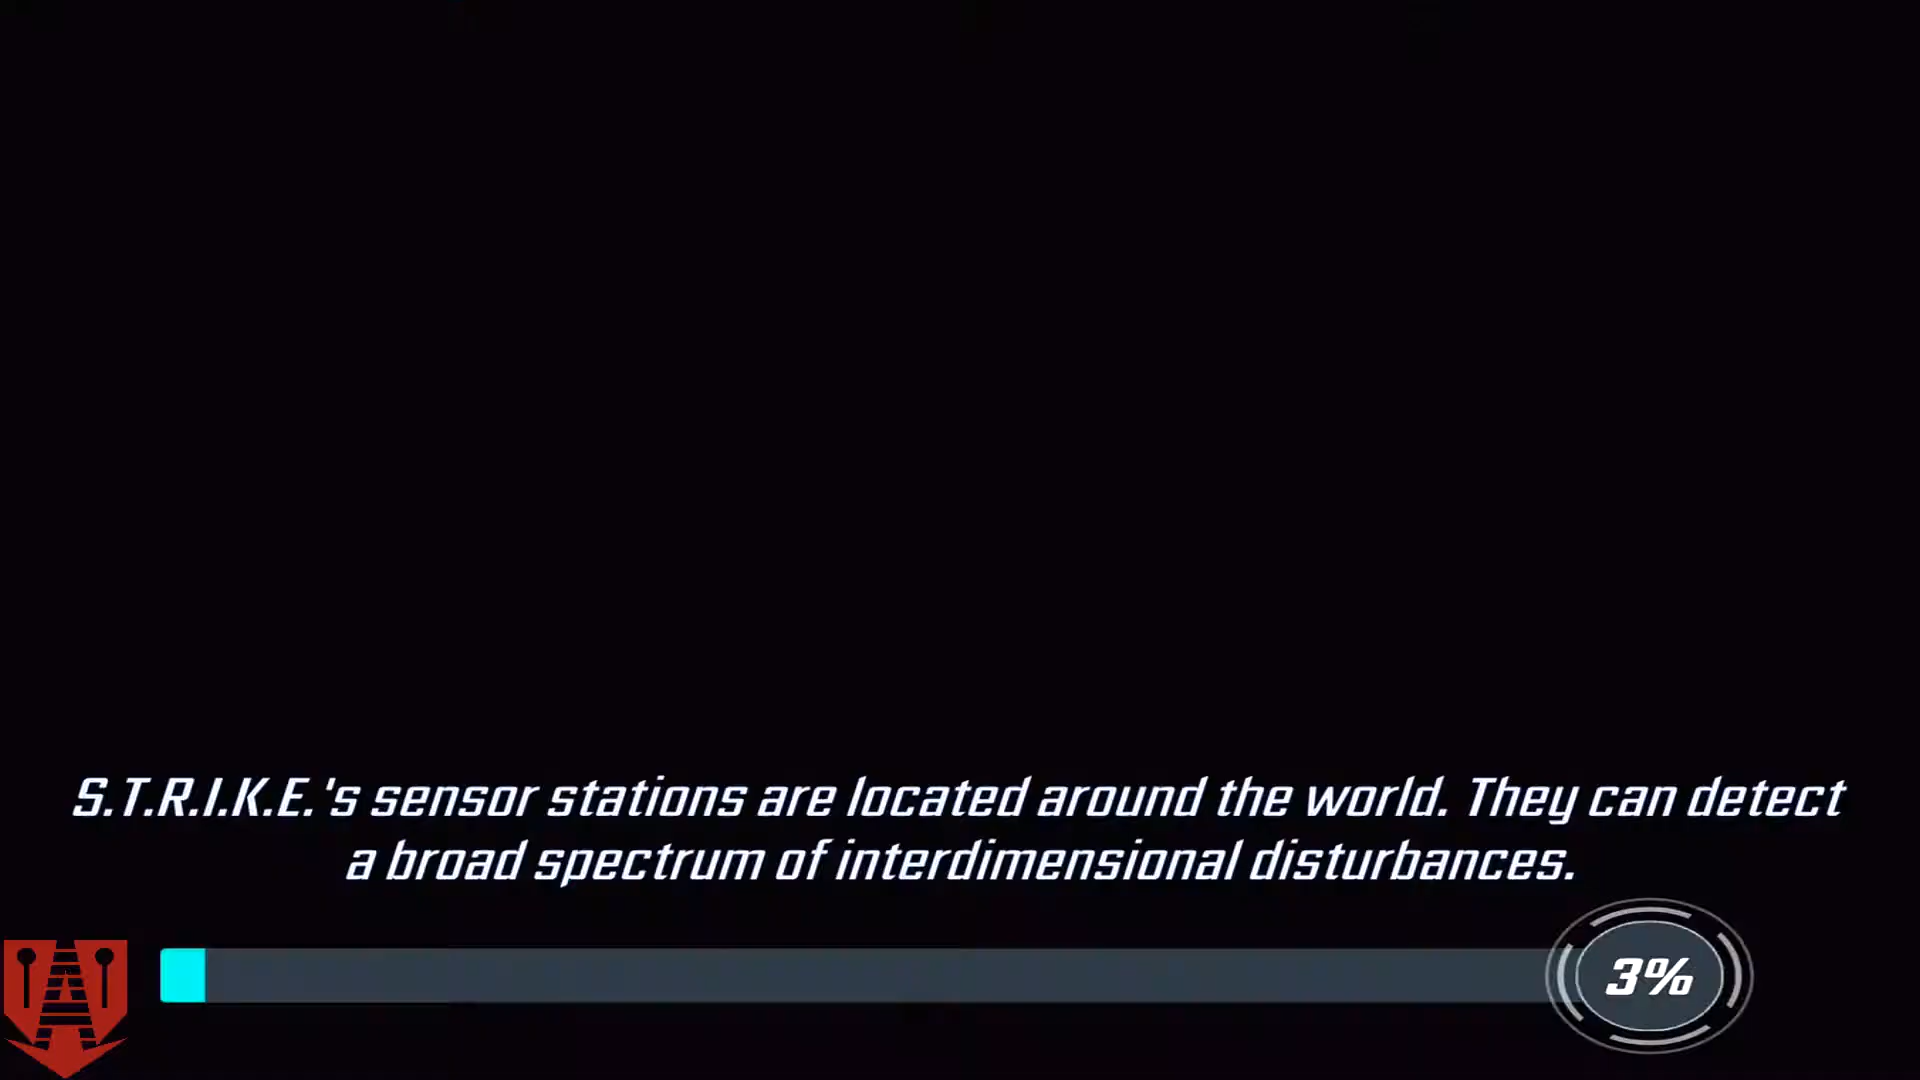 S.T.R.I.K.E.'s sensor stations are located around the world. They can detect
a broad spectrum of interdimensional disturbances.
3%